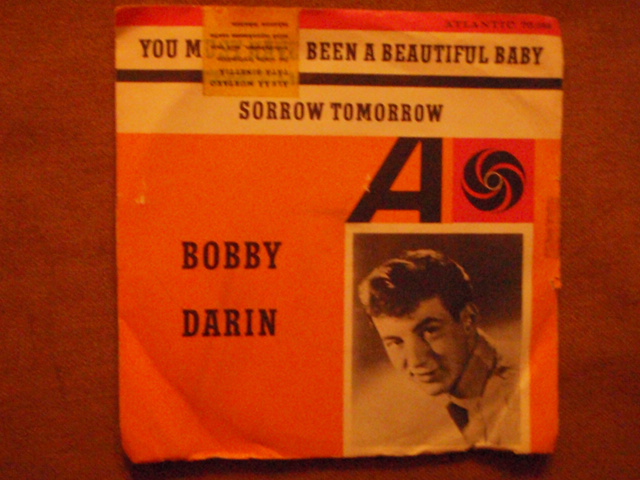 ATLANTIC
YOU M BEEN A BEAUTIFUL BABY
SORROW TOMORROW
A
BOBBY
DARIN